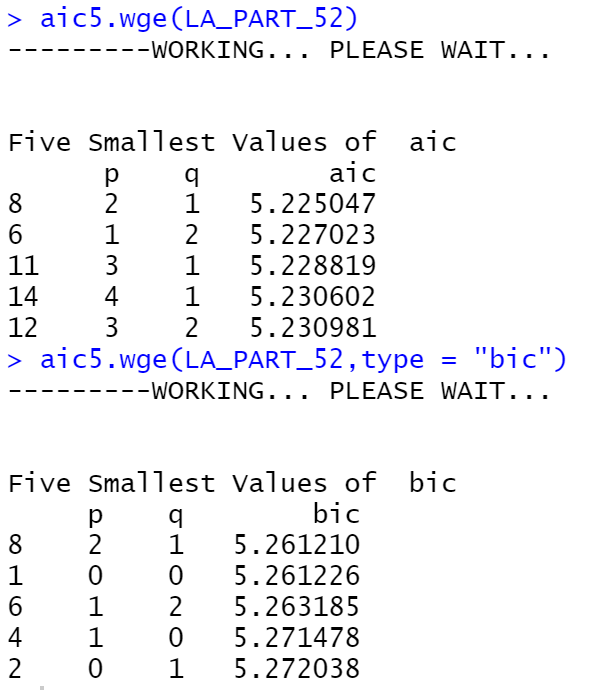 > aic5.wge(LA_PART_52)
---------WORKING... PLEASE WAIT...
Five Smallest Values of  aic
      p    q        aic
8     2    1   5.225047
6     1    2   5.227023
11    3    1   5.228819
14    4    1   5.230602
12    3    2   5.230981
> aic5.wge(LA_PART_52,type = "bic")
---------WORKING... PLEASE WAIT...
Five Smallest Values of  bic
     p    q        bic
8    2    1   5.261210
1    0    0   5.261226
6    1    2   5.263185
4    1    0   5.271478
2    0    1   5.272038